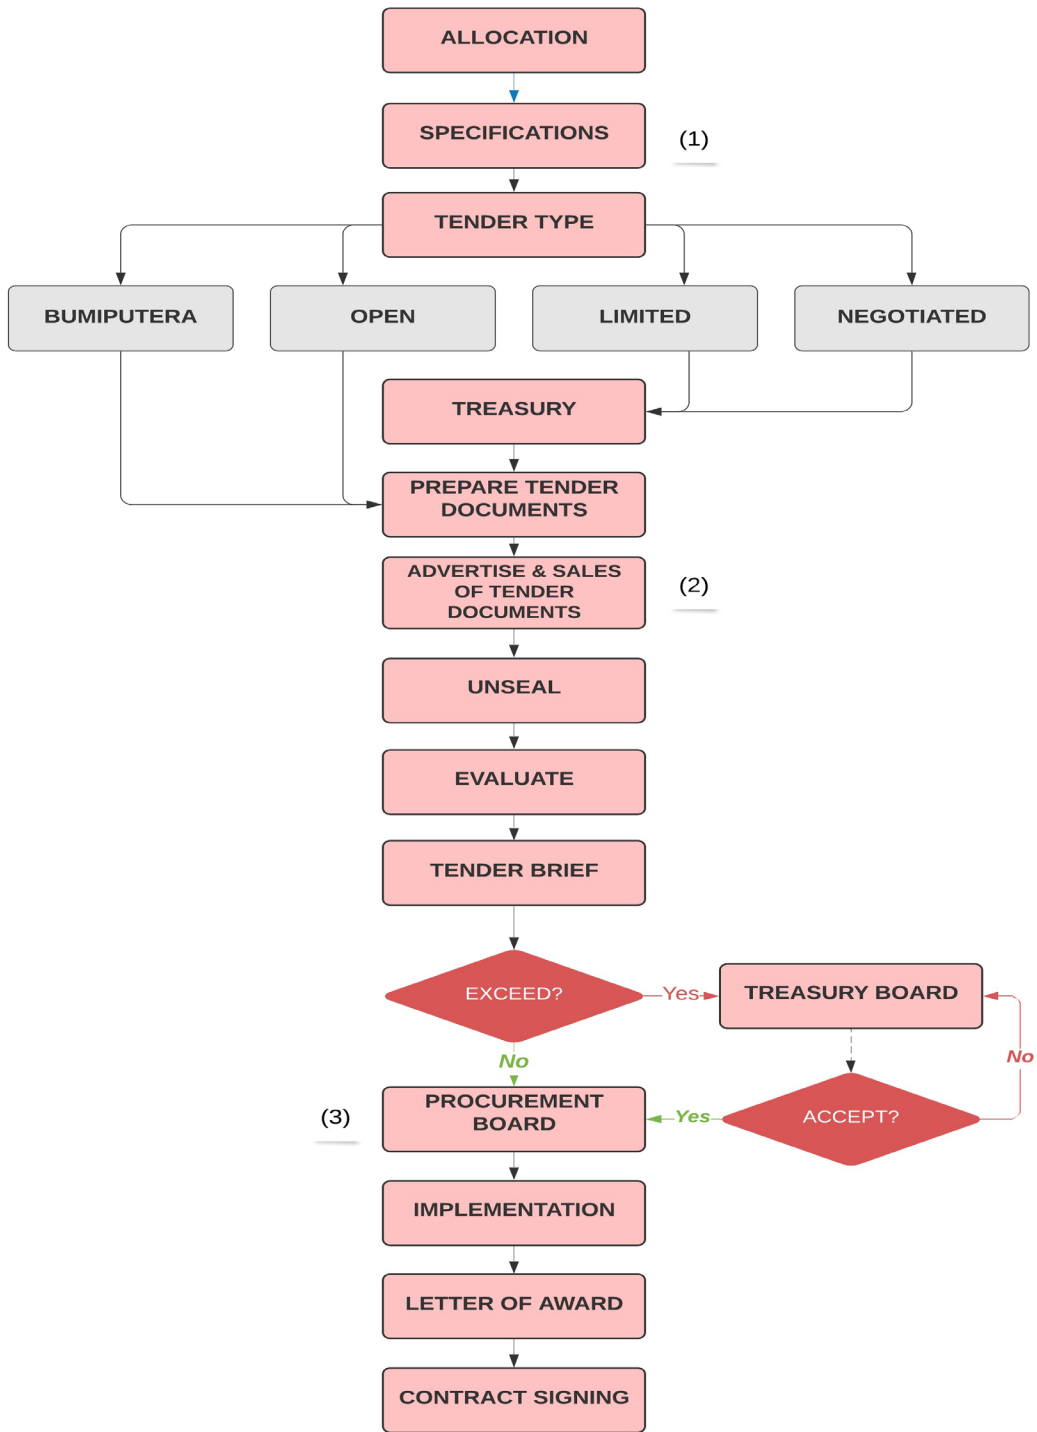 ALLOCATION
SPECIFICATIONS
(1)
TENDER TYPE
BUMIPUTERA
OPEN
LIMITED
NEGOTIATED
TREASURY
PREPARE TENDER
DOCUMENTS
ADVERTISE & SALES
OF TENDER
DOCUMENTS
(2)
UNSEAL
EVALUATE
TENDER BRIEF
EXCEED?
Yes
TREASURY BOARD
No
No
PROCUREMENT
BOARD
(3)
Yes
ACCEPT?
IMPLEMENTATION
LETTER OF AWARD
CONTRACT SIGNING